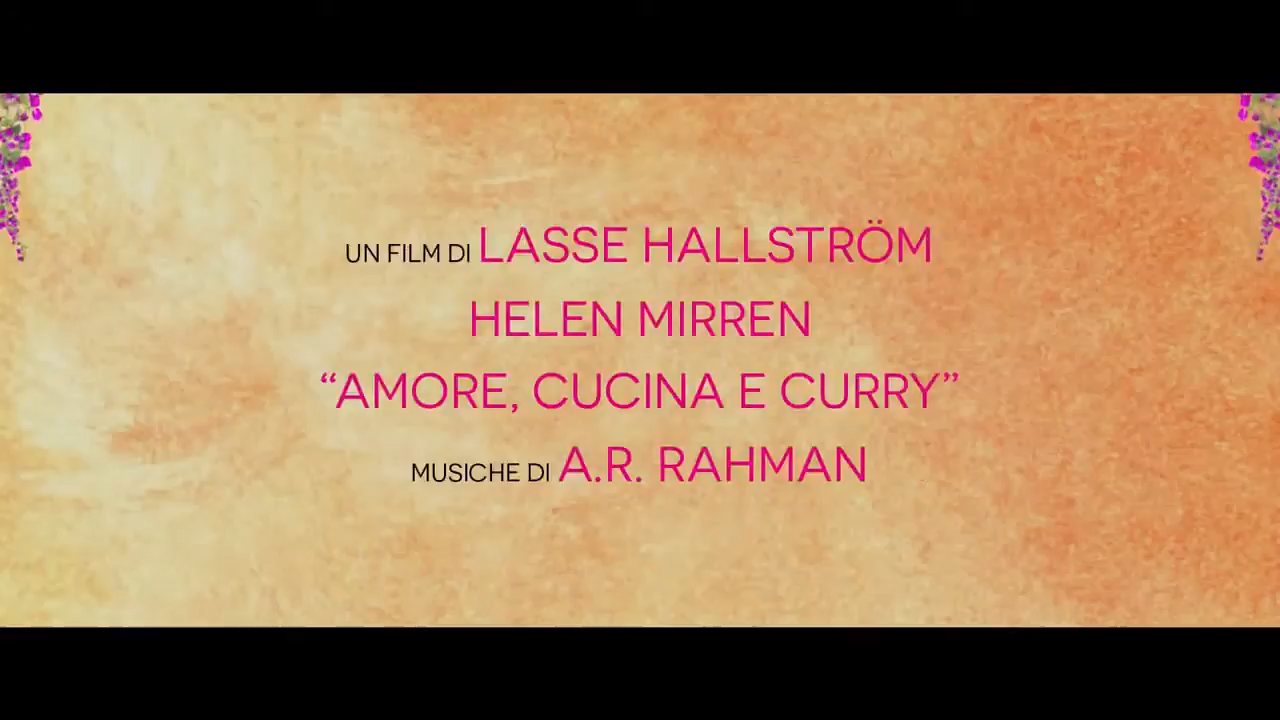 UN FILM DI LASSE HALLSTRÖM
HELEN MIRREN
“AMORE, CUCINA E CURRY”
MUSICHE DI A.R. RAHMAN